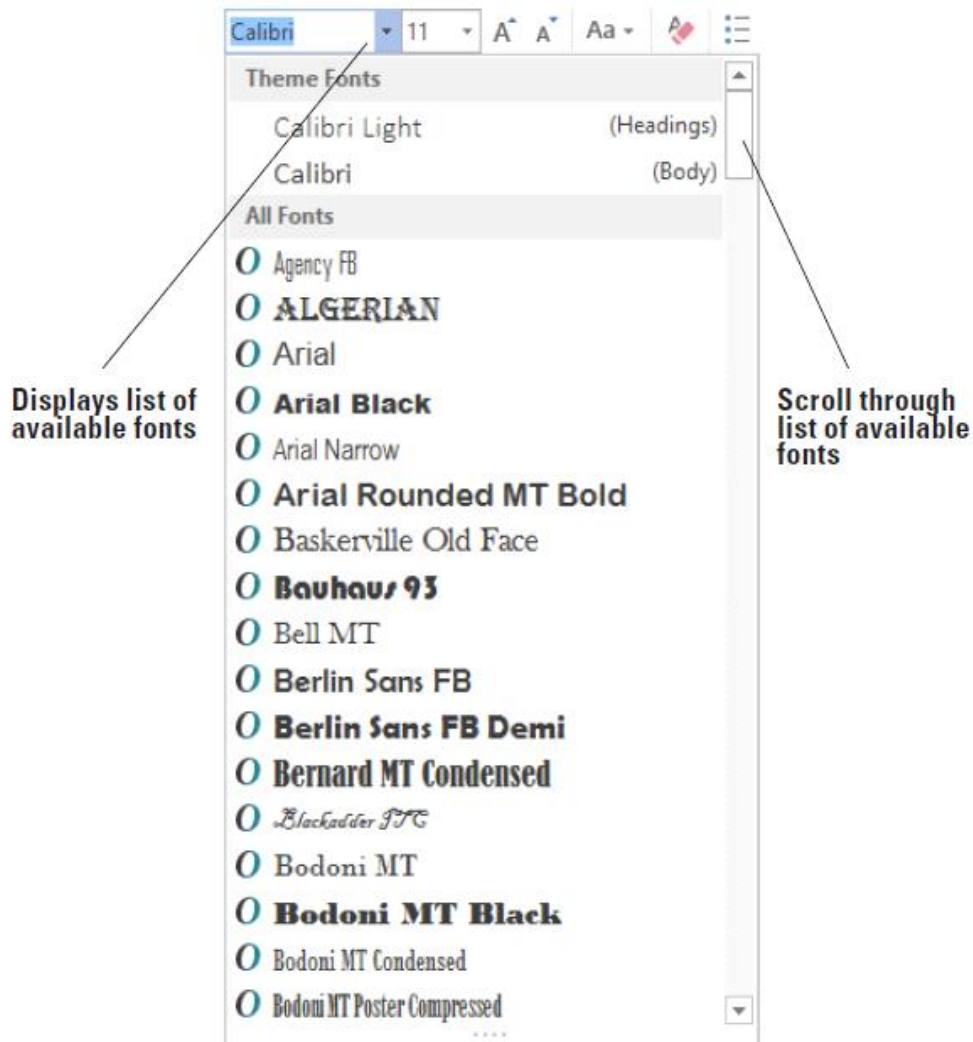 Calibri 11 A A Aa A
Theme Fonts
Calibri Light (Headings)
Calibri (Body)
All Fonts
O Agency FB
O ALGERIAN
O Arial
O Arial Black
O Arial Narrow
O Arial Rounded MT Bold
O Baskerville Old Face
O Bauhaus 93
O Bell MT
O Berlin Sans FB
O Berlin Sans FB Demi
O Bernard MT Condensed
O Blackadder ITC
O Bodoni MT
O Bodoni MT Black
O Bodoni MT Condensed
O Bodoni MT Poster Compressed
Displays list of
available fonts
Scroll through
list of available
fonts